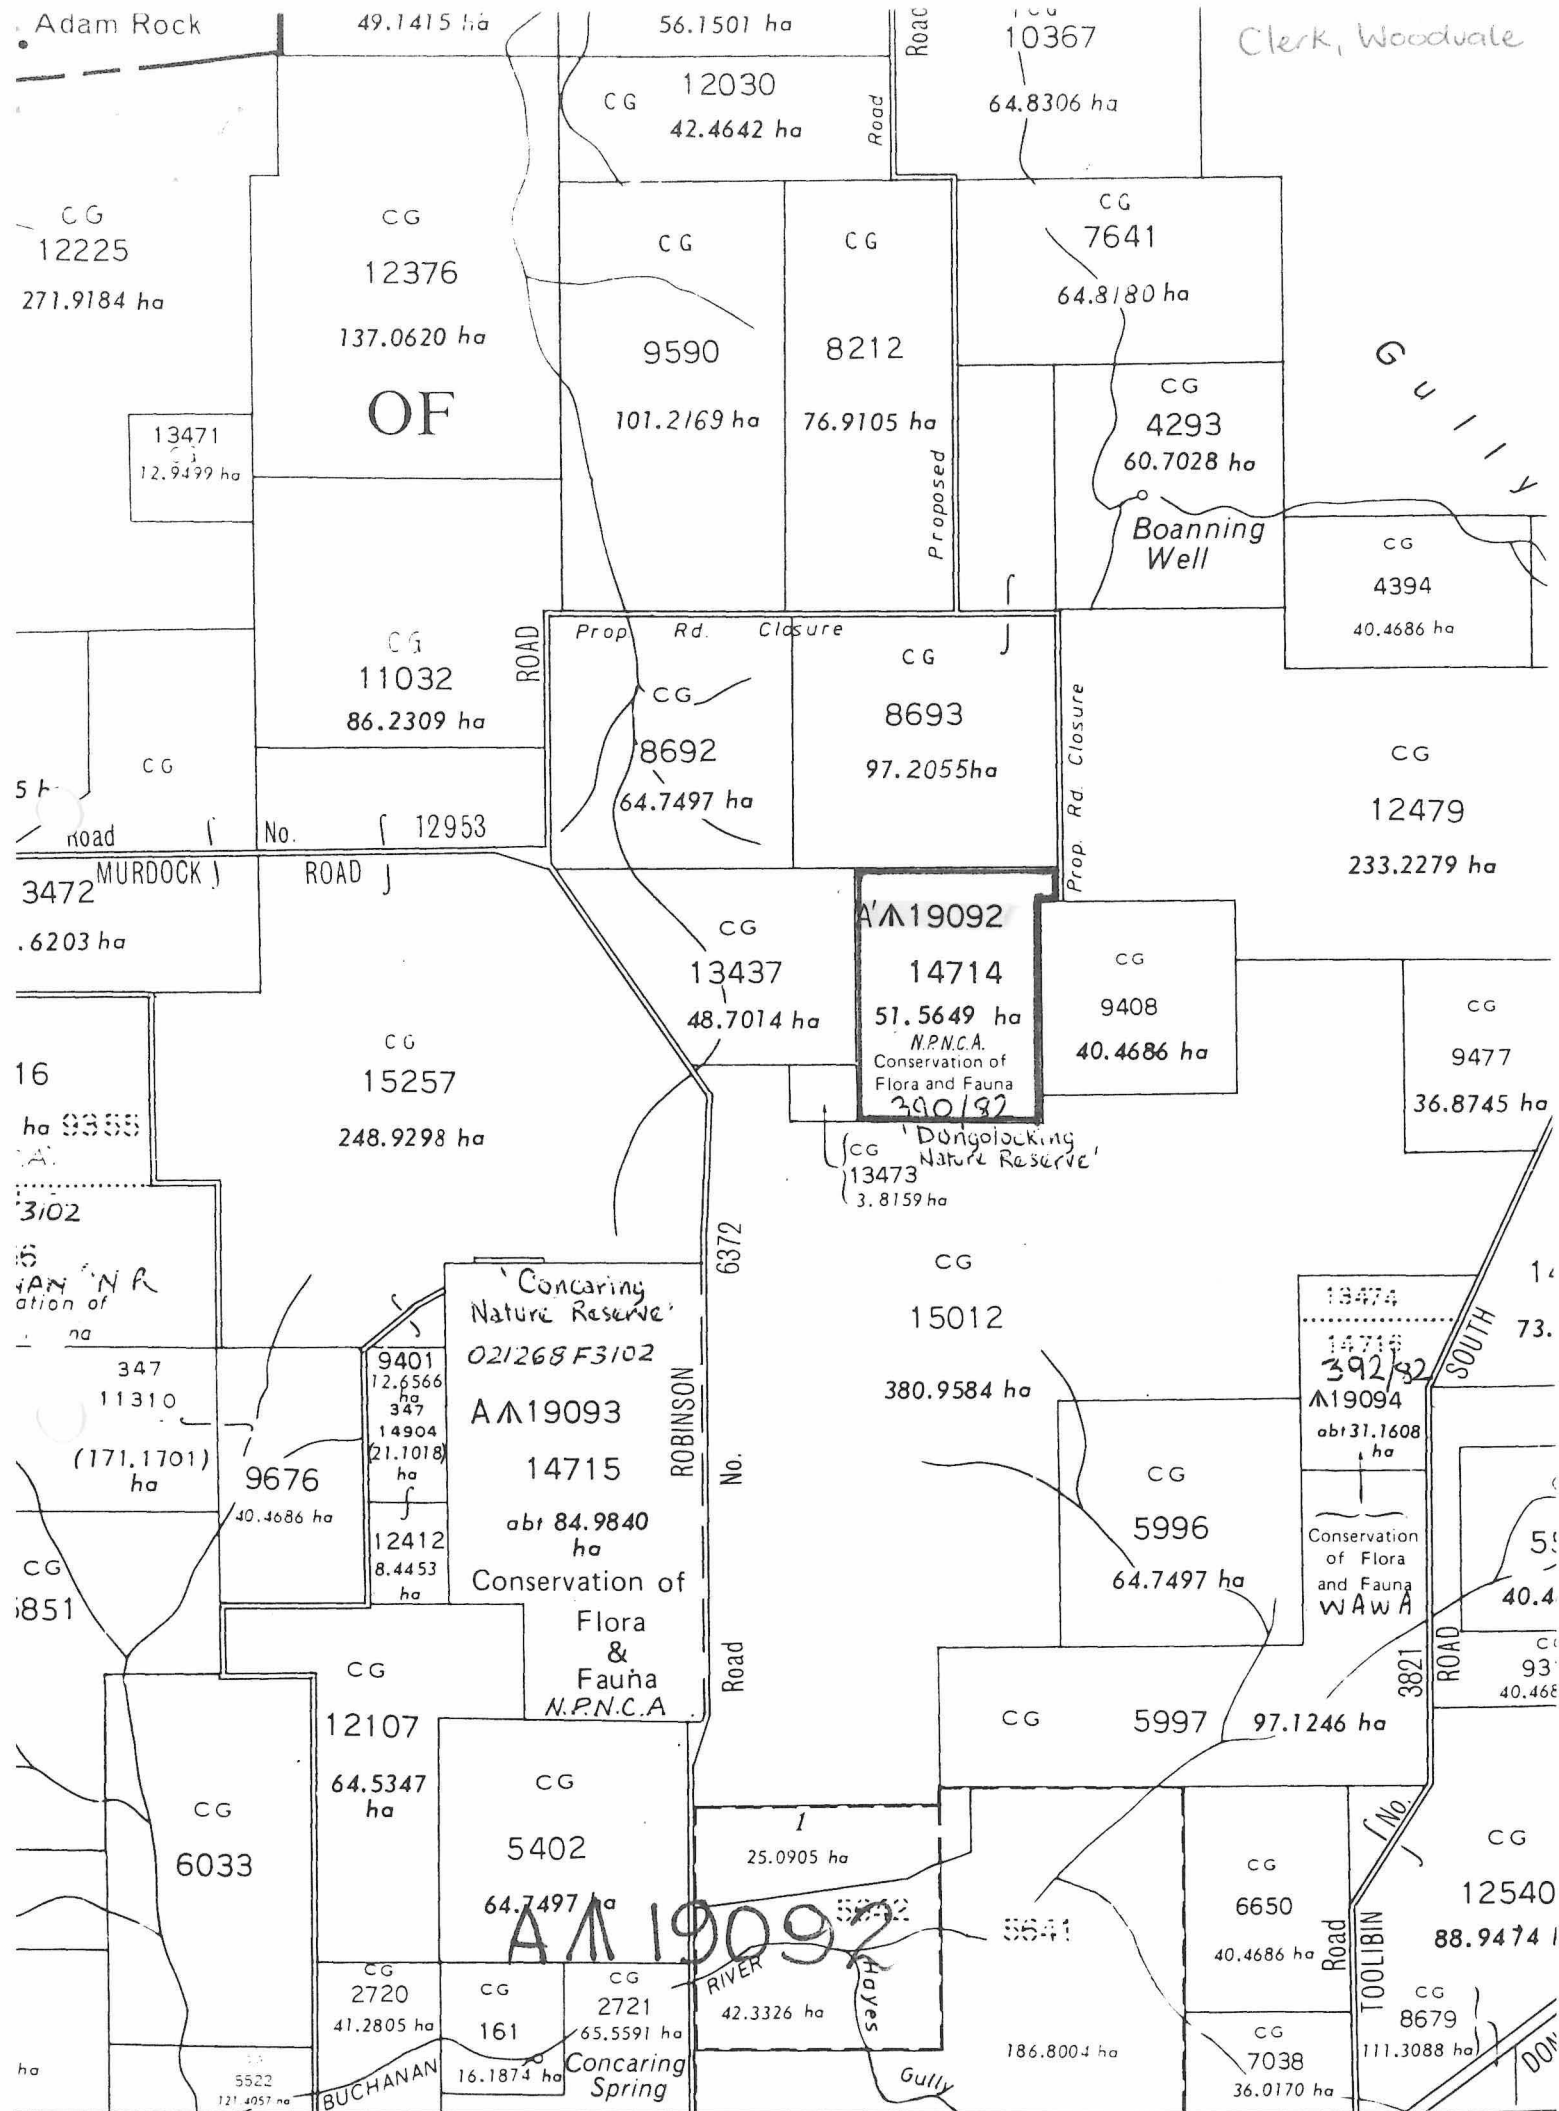 Adam Rock
49.1415 ha
56.1501 ha
Road
10367
64.8306 ha
Clerk, Woodvale
CG
12030
42.4642 ha
Road
CG
12225
271.9184 ha
CG
12376
137.0620 ha
OF
CG
9590
101.2169 ha
CG
8212
76.9105 ha
Proposed
CG
7641
64.8180 ha
CG
4293
60.7028 ha
Boanning
Well
Gully
CG
4394
40.4686 ha
13471
12.9499 ha
CG
11032
86.2309 ha
ROAD
Prop. Rd. Closure
CG
8692
64.7497 ha
CG
8693
97.2055ha
Prop. Rd. Closure
CG
12479
233.2279 ha
CG
Road No. 12953
MURDOCK ROAD
3472
.6203 ha
CG
13437
48.7014 ha
A 19092
14714
51.5649 ha
N.P.N.C.A.
Conservation of
Flora and Fauna
390/82
'Dongolocking
Nature Reserve'
CG
9408
40.4686 ha
CG
9477
36.8745 ha
CG
15257
248.9298 ha
16
ha 9355
3102
N R
ation of
CG
13473
3.8159 ha
6372
'Concaring
Nature Reserve'
021268F3102
A 19093
14715
abt 84.9840
ha
Conservation of
Flora
&
Fauna
N.P.N.C.A
ROBINSON
No.
Road
CG
15012
380.9584 ha
13474
392/82
19094
abt 31.1608
ha
Conservation
of Flora
and Fauna
WAWA
SOUTH
73.
347
11310
(171.1701)
ha
9676
40.4686 ha
9401
12.6566
ha
347
14904
(21.1018)
ha
12412
8.4453
ha
CG
5996
64.7497 ha
CG
CG
5997
97.1246 ha
3821
ROAD
40.468
CG
12107
64.5347
ha
CG
6033
CG
5402
64.7497 ha
A 19092
1
25.0905 ha
5642
RIVER
Hayes
42.3326 ha
Gully
5641
186.8004 ha
CG
6650
40.4686 ha
No.
Road
TOOLIBIN
CG
12540
88.9474
CG
2720
41.2805 ha
CG
161
16.1874 ha
CG
2721
65.5591 ha
Concaring
Spring
BUCHANAN
CG
7038
36.0170 ha
CG
8679
111.3088 ha
DON
ha
5522
121.4057 ha